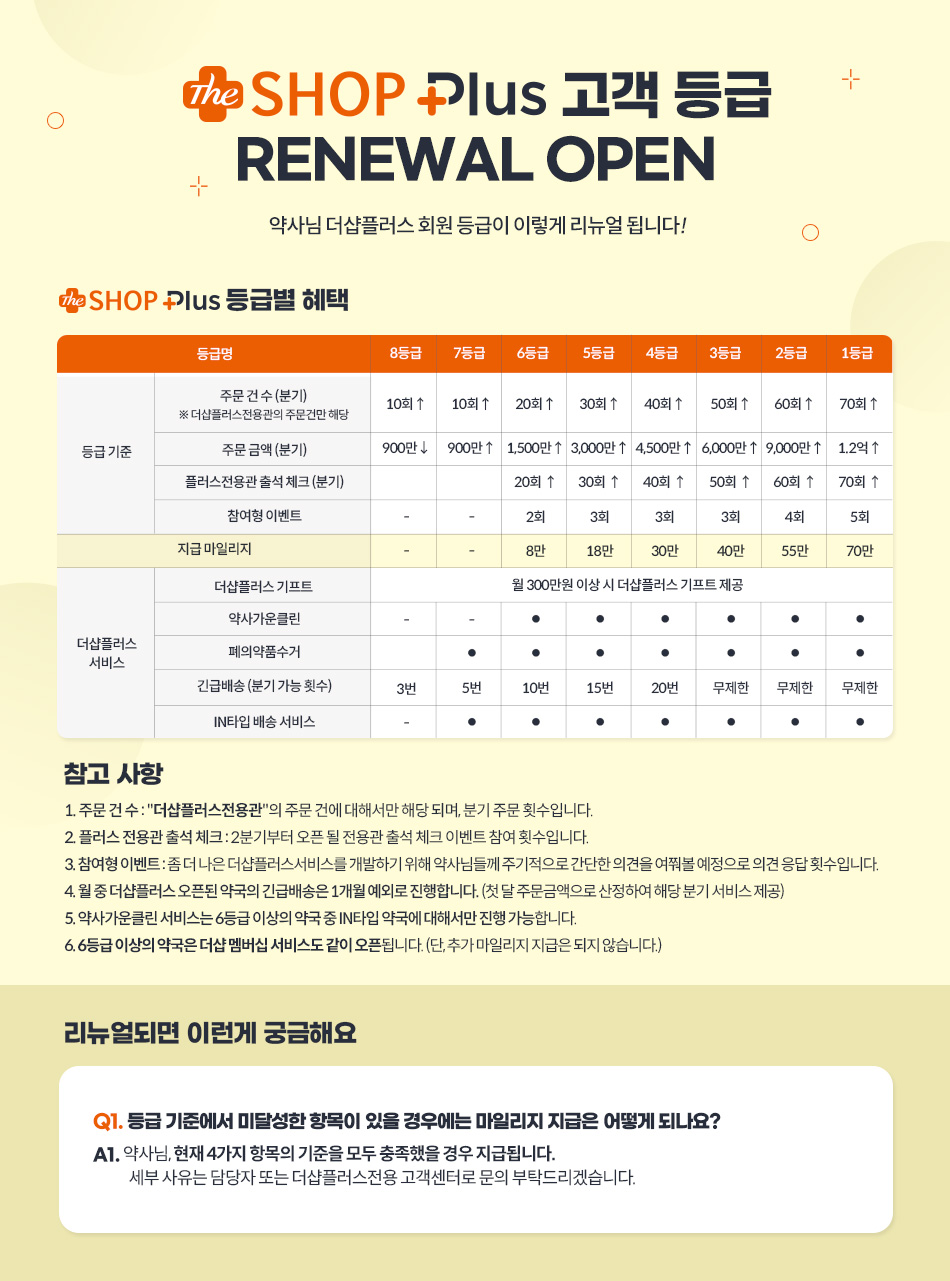 The SHOP Plus 고객 등급
RENEWAL OPEN
약사님 더샵플러스 회원 등급이 이렇게 리뉴얼 됩니다!
The SHOP Plus 등급별 혜택
등급명 8등급 7등급 6등급 5등급 4등급 3등급 2등급 1등급
등급 기준
주문 건 수 (분기)
※ 더샵플러스전용관의 주문건만 해당
10회↑ 10회↑ 20회↑ 30회↑ 40회↑ 50회↑ 60회↑ 70회↑
주문 금액 (분기) 900만↓ 900만↑ 1,500만↑ 3,000만↑ 4,500만↑ 6,000만↑ 9,000만↑ 1.2억↑
플러스전용관 출석 체크 (분기) 20회 ↑ 30회 ↑ 40회 ↑ 50회 ↑ 60회 ↑ 70회 ↑
참여형 이벤트 - - 2회 3회 3회 3회 4회 5회
지급 마일리지 - - 8만 18만 30만 40만 55만 70만
더샵플러스
서비스
더샵플러스 기프트 월 300만원 이상 시 더샵플러스 기프트 제공
약사가운클린 - - ● ● ● ● ● ●
폐의약품수거 ● ● ● ● ● ● ●
긴급배송 (분기 가능 횟수) 3번 5번 10번 15번 20번 무제한 무제한 무제한
IN타입 배송 서비스 - ● ● ● ● ● ● ●
참고 사항
1. 주문 건 수 : "더샵플러스전용관"의 주문 건에 대해서만 해당 되며, 분기 주문 횟수입니다.
2. 플러스 전용관 출석 체크 : 2분기부터 오픈 될 전용관 출석 체크 이벤트 참여 횟수입니다.
3. 참여형 이벤트 : 좀 더 나은 더샵플러스서비스를 개발하기 위해 약사님들께 주기적으로 간단한 의견을 여쭤볼 예정으로 의견 응답 횟수입니다.
4. 월 중 더샵플러스 오픈된 약국의 긴급배송은 1개월 예외로 진행합니다. (첫 달 주문금액으로 산정하여 해당 분기 서비스 제공)
5. 약사가운클린 서비스는 6등급 이상의 약국 중 IN타입 약국에 대해서만 진행 가능합니다.
6. 6등급 이상의 약국은 더샵 멤버십 서비스도 같이 오픈됩니다. (단, 추가 마일리지 지급은 되지 않습니다.)
리뉴얼되면 이런게 궁금해요
Q1. 등급 기준에서 미달성한 항목이 있을 경우에는 마일리지 지급은 어떻게 되나요?
A1. 약사님, 현재 4가지 항목의 기준을 모두 충족했을 경우 지급됩니다.
세부 사유는 담당자 또는 더샵플러스전용 고객센터로 문의 부탁드리겠습니다.